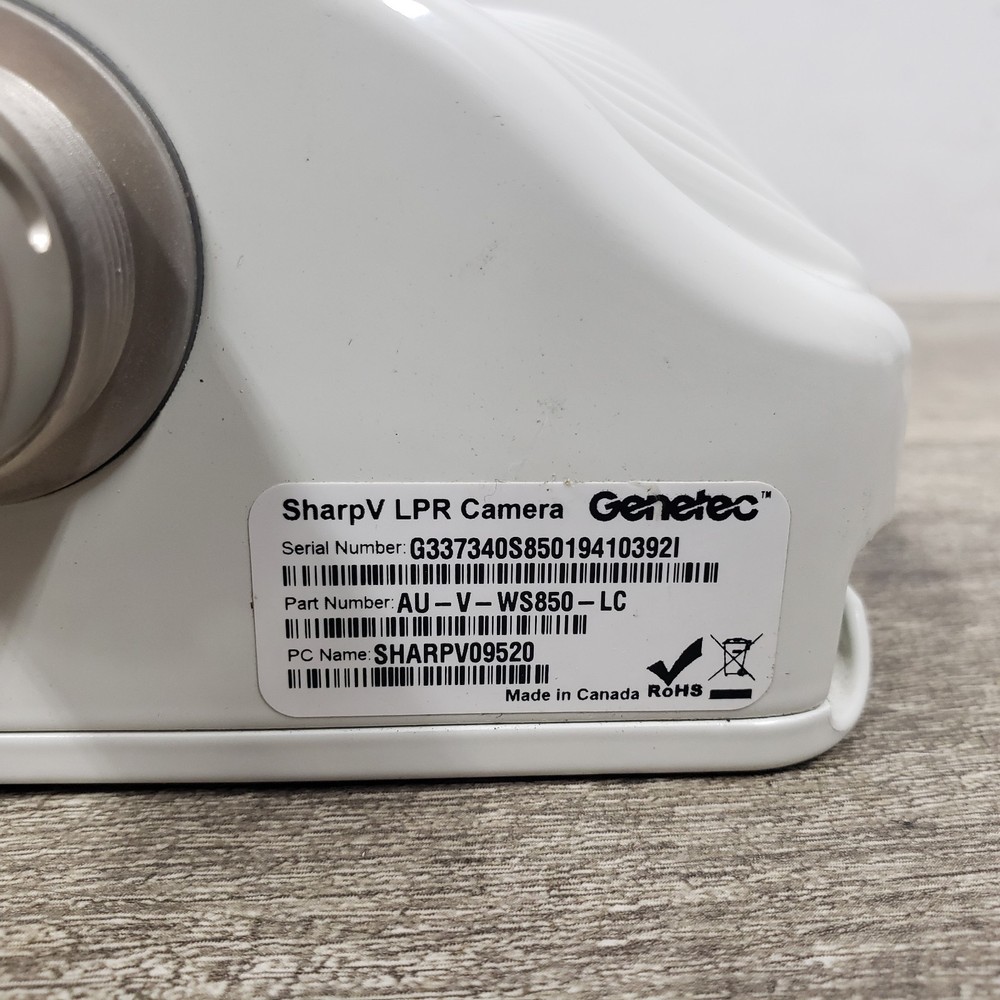 SharpV LPR Camera Genetec™
Serial Number: G337340S85019410392I
Part Number: AU-V-WS850-LC
PC Name: SHARPV09520
Made in Canada RoHS